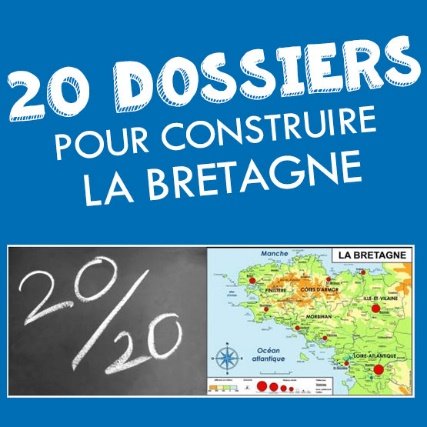 20 DOSSIERS
POUR CONSTRUIRE
LA BRETAGNE
20/20
Manche
LA BRETAGNE
FINISTÈRE
CÔTES D'ARMOR
ILLE-ET-VILAINE
MORBIHAN
Océan
atlantique
LOIRE-ATLANTIQUE